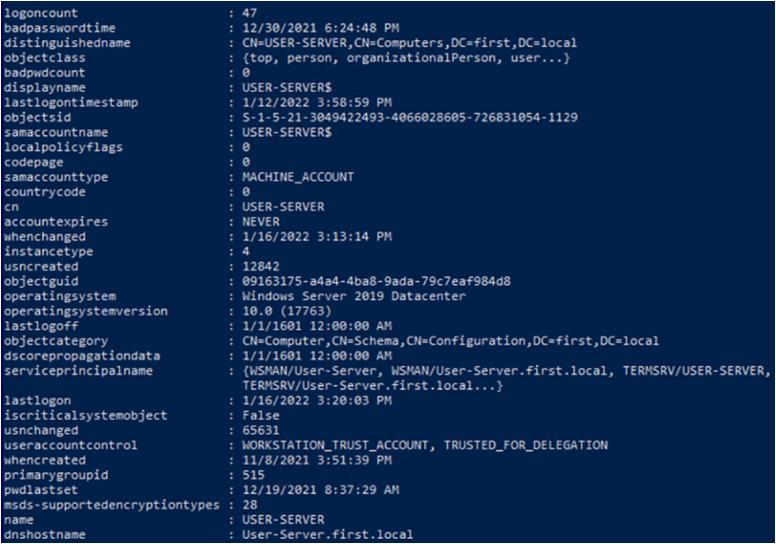 logoncount : 47
badpasswordtime : 12/30/2021 6:24:48 PM
distinguishedname : CN=USER-SERVER,CN=Computers,DC=first,DC=local
objectclass : {top, person, organizationalPerson, user...}
badpwdcount : 0
displayname : USER-SERVER$
lastlogontimestamp : 1/12/2022 3:58:59 PM
objectsid : S-1-5-21-3049422493-4066028605-726831054-1129
samaccountname : USER-SERVER$
localpolicyflags : 0
codepage : 0
samaccounttype : MACHINE_ACCOUNT
countrycode : 0
cn : USER-SERVER
accountexpires : NEVER
whenchanged : 1/16/2022 3:13:14 PM
instancetype : 4
usncreated : 12842
objectguid : 09163175-a4a4-4ba8-9ada-79c7eaf984d8
operatingsystem : Windows Server 2019 Datacenter
operatingsystemversion : 10.0 (17763)
lastlogoff : 1/1/1601 12:00:00 AM
objectcategory : CN=Computer,CN=Schema,CN=Configuration,DC=first,DC=local
dscorepropagationdata : 1/1/1601 12:00:00 AM
serviceprincipalname : {WSMAN/User-Server, WSMAN/User-Server.first.local, TERMSRV/USER-SERVER,
TERMSRV/User-Server.first.local...}
lastlogon : 1/16/2022 3:20:03 PM
iscriticalsystemobject : False
usnchanged : 65631
useraccountcontrol : WORKSTATION_TRUST_ACCOUNT, TRUSTED_FOR_DELEGATION
whencreated : 11/8/2021 3:51:39 PM
primarygroupid : 515
pwdlastset : 12/19/2021 8:37:29 AM
msds-supportedencryptiontypes : 28
name : USER-SERVER
dnshostname : User-Server.first.local